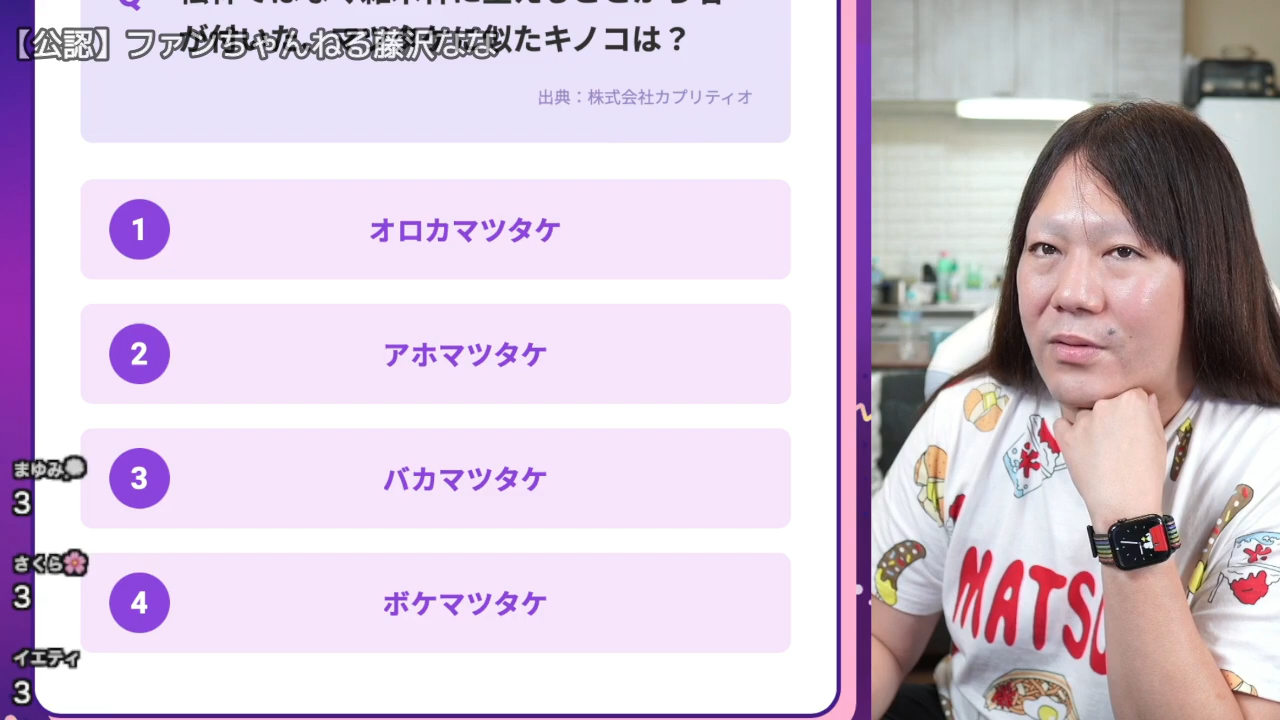 【公認】ファンちゃんねる藤沢なな
似たキノコは？
出典：株式会社カプリティオ
1 オロカマツタケ
2 アホマツタケ
3 バカマツタケ
4 ボケマツタケ
まゆみ
3
さくら🌸
3
イエティ
3
MATSU